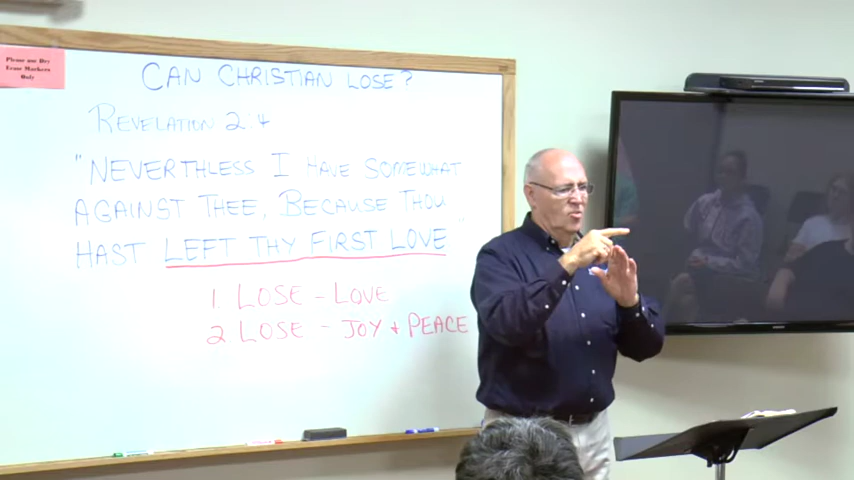 Please use Dry
Erase Markers
Only
CAN CHRISTIAN LOSE?
REVELATION 2:4
"NEVERTHLESS I HAVE SOMEWHAT
AGAINST THEE, BECAUSE THOU
HAST LEFT THY FIRST LOVE"
1. LOSE - LOVE
2 LOSE - JOY + PEACE